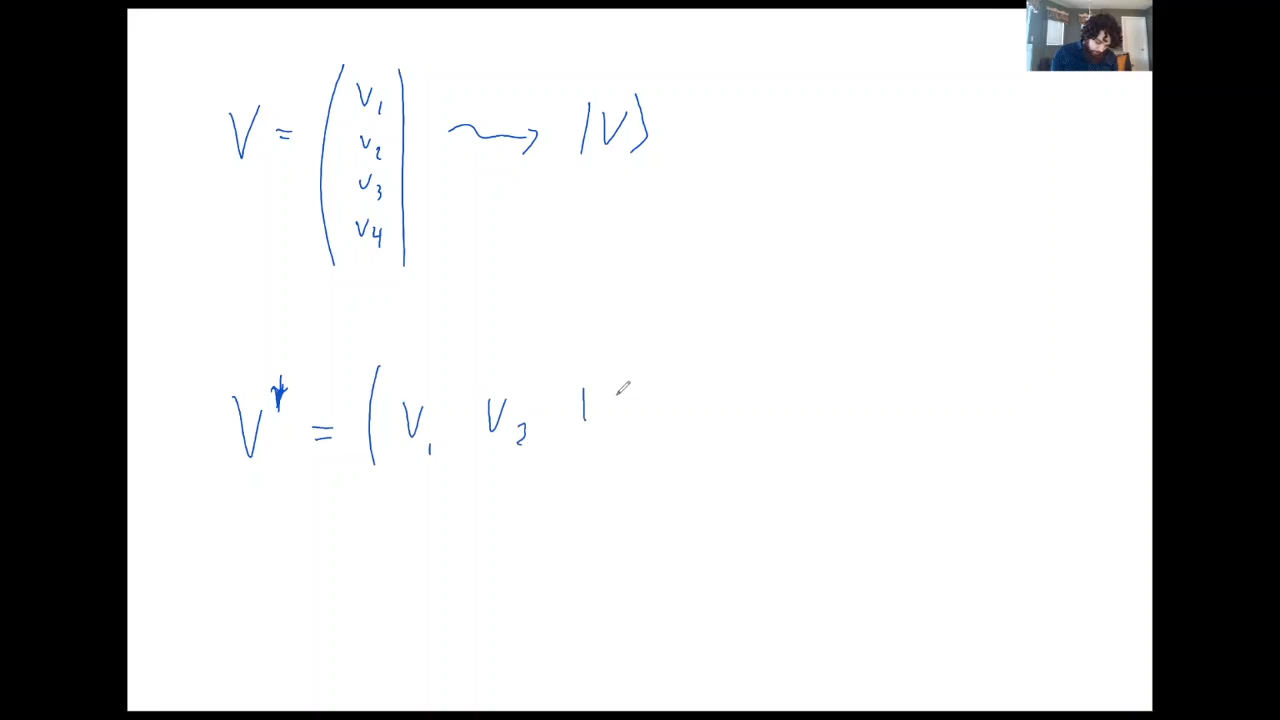 V = ( v₁ v₂ v₃ v₄ | ⇝ |V⟩
V† = ( V₁ V₂ |